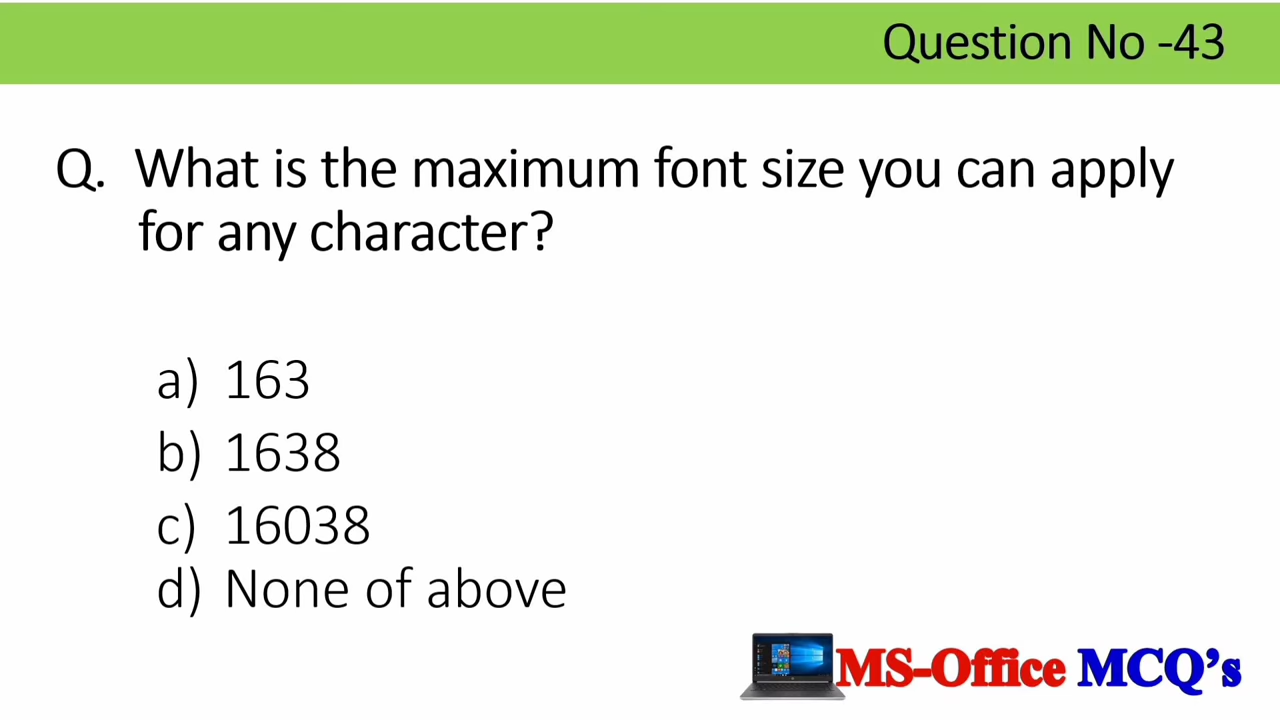 Question No -43
Q. What is the maximum font size you can apply
for any character?
a) 163
b) 1638
c) 16038
d) None of above
MS-Office MCQ's